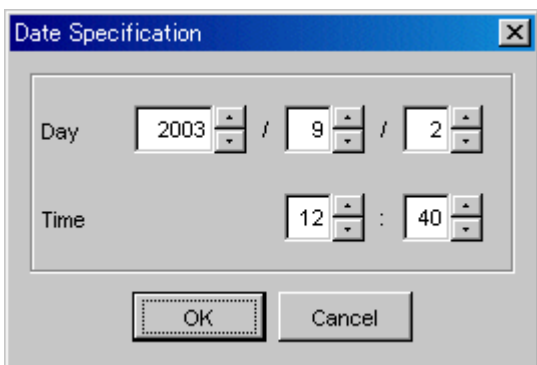 Date Specification
Day 2003 / 9 / 2
Time 12 : 40
OK Cancel